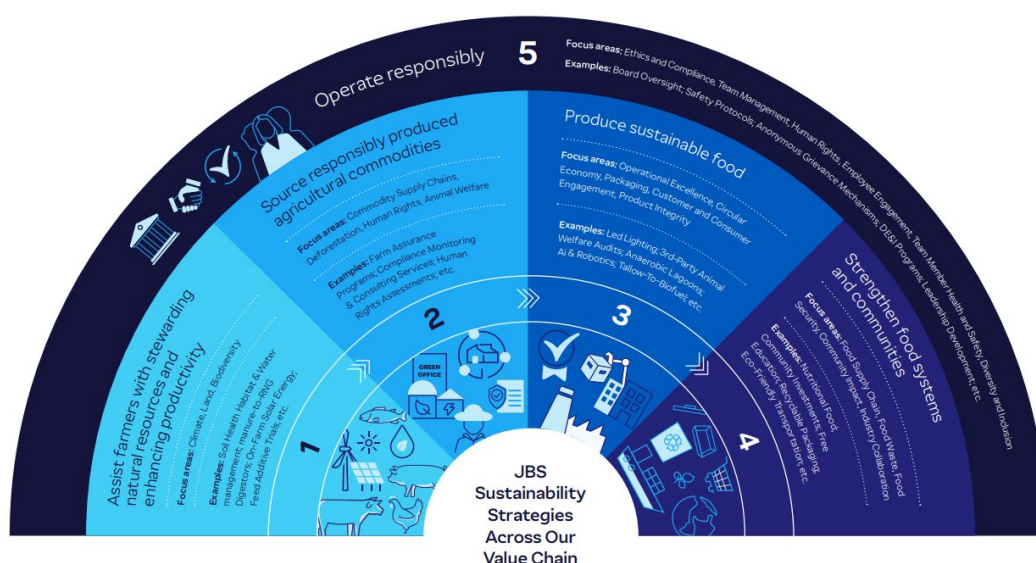 Operate responsibly
5
Focus areas: Ethics and Compliance, Team Management, Human Rights, Employee Engagement, Team Member Health and Safety, Diversity and Inclusion
Examples: Board Oversight; Safety Protocols; Anonymous Grievance Mechanisms; DE&I Programs; Leadership Development; etc.
Assist farmers with stewarding
natural resources and
enhancing productivity
Focus areas: Climate, Land, Biodiversity
Examples: Soil Health Habitat & Water
management; manure-to-RNG
Digestors; On-Farm Solar Energy;
Feed Additive Trials; etc.
1
Source responsibly produced
agricultural commodities
Focus areas: Commodity Supply Chains,
Deforestation, Human Rights, Animal Welfare
Examples: Farm Assurance
Programs; Compliance Monitoring
& Consulting Services; Human
Rights Assessments; etc.
2
GREEN
OFFICE
Produce sustainable food
Focus areas: Operational Excellence, Circular
Economy, Packaging, Customer and Consumer
Engagement, Product Integrity
Examples: Led Lighting; 3rd-Party Animal
Welfare Audits; Anaerobic Lagoons;
Ai & Robotics; Tallow-To-Biofuel; etc.
3
Strengthen food systems
and communities
Focus areas: Food Supply Chain, Food Waste, Food
Security, Community Impact, Industry Collaboration
Examples: Nutritional Food;
Community Investments; Free
Education; Recyclable Packaging;
Eco-Friendly Transportation; etc.
4
JBS
Sustainability
Strategies
Across Our
Value Chain